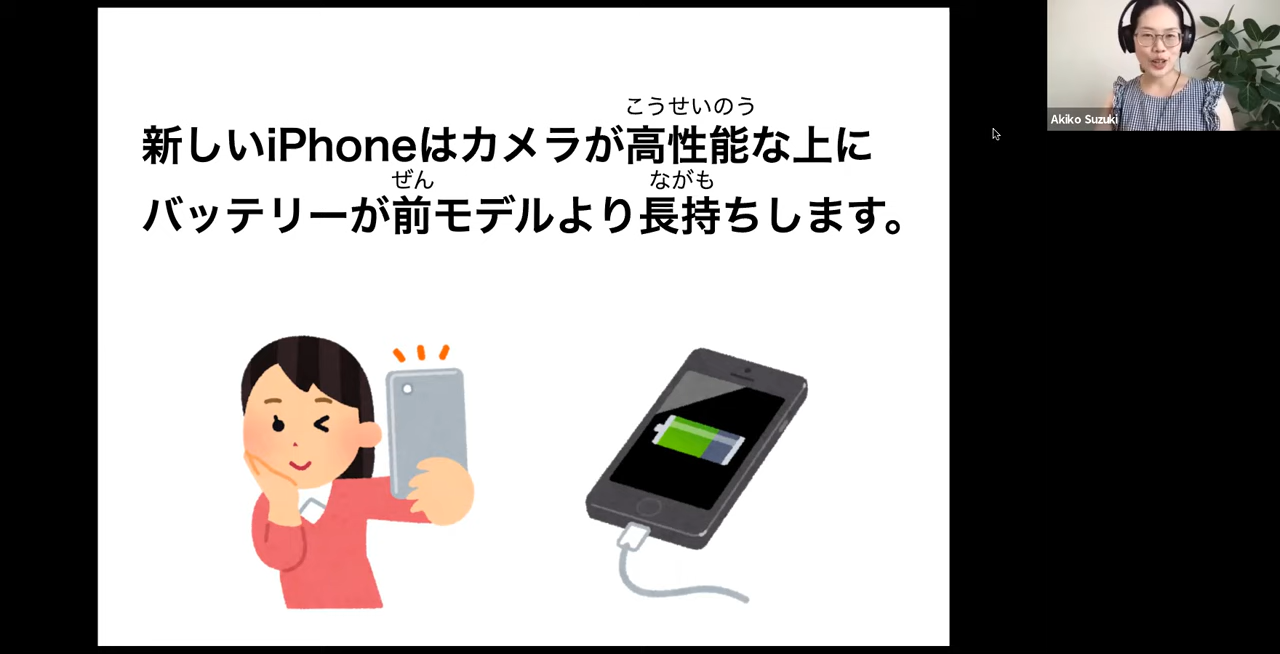 こうせいのう
新しいiPhoneはカメラが高性能な上に
ぜん ながも
バッテリーが前モデルより長持ちします。
Akiko Suzuki